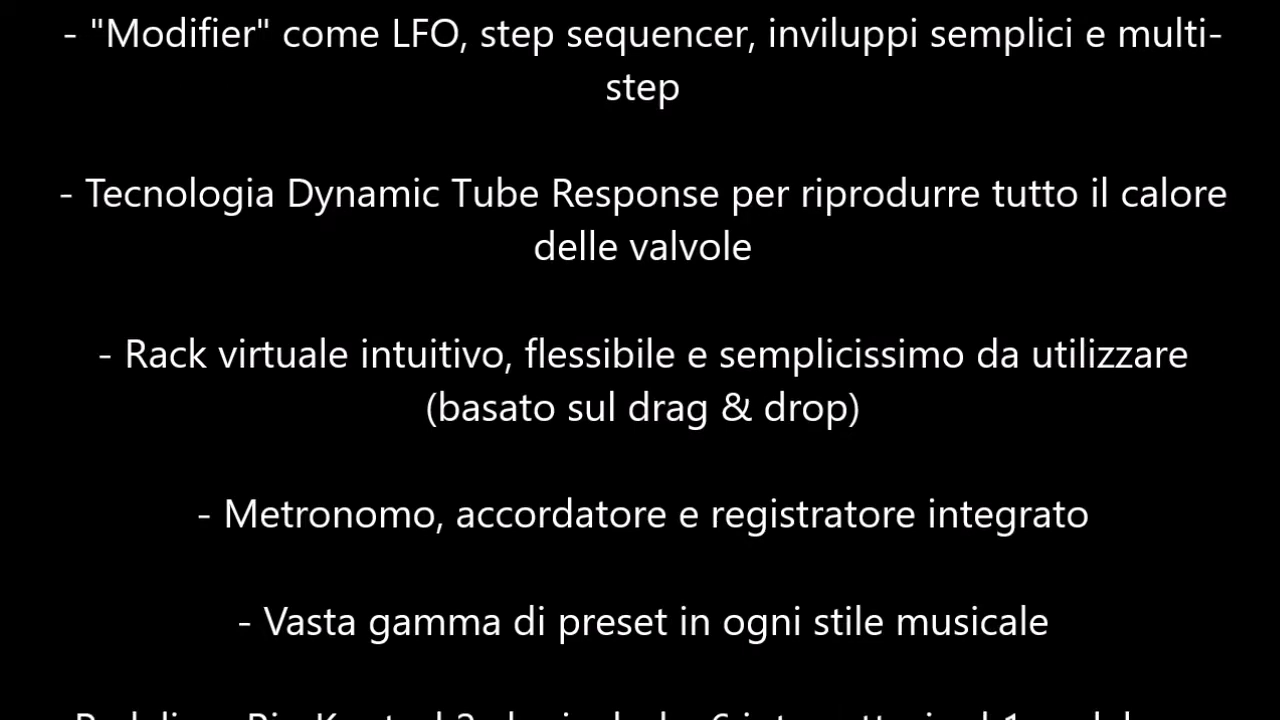 - "Modifier" come LFO, step sequencer, inviluppi semplici e multi-
step
- Tecnologia Dynamic Tube Response per riprodurre tutto il calore
delle valvole
- Rack virtuale intuitivo, flessibile e semplicissimo da utilizzare
(basato sul drag & drop)
- Metronomo, accordatore e registratore integrato
- Vasta gamma di preset in ogni stile musicale